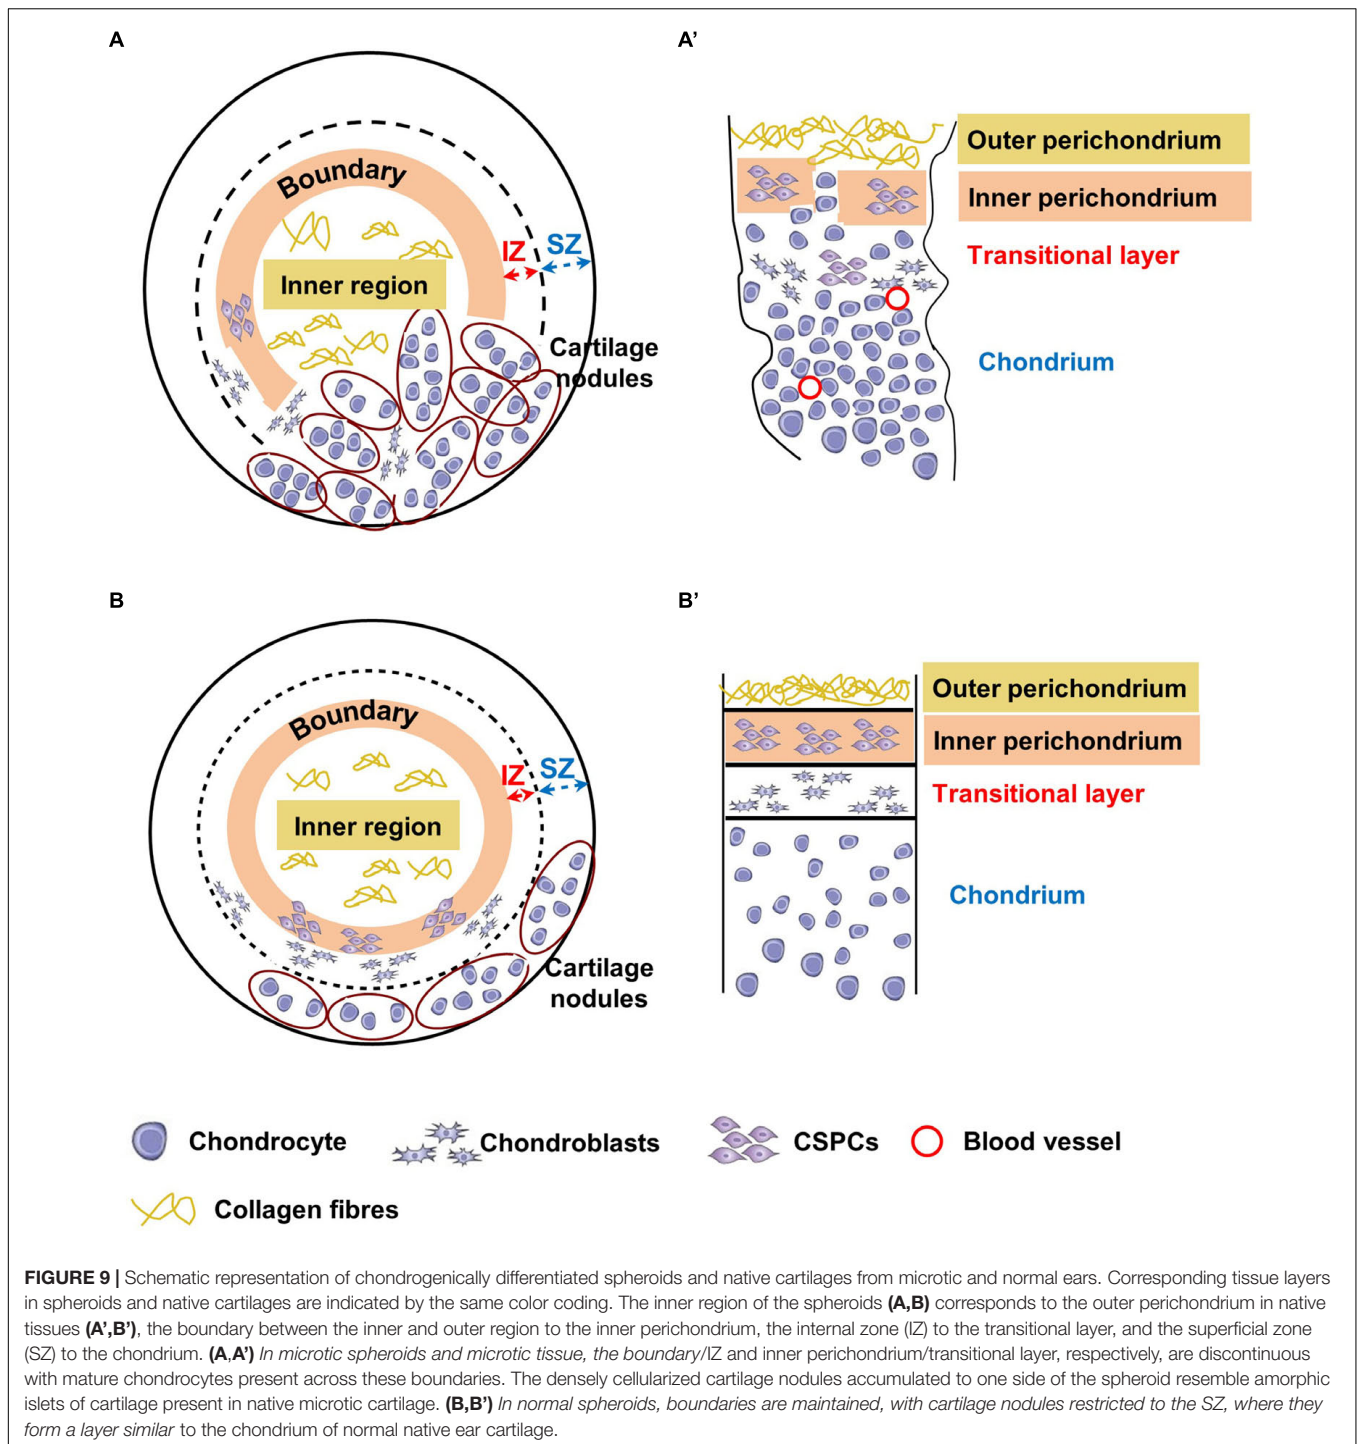 A
A’
Boundary
Inner region
IZ
SZ
Cartilage
nodules
Outer perichondrium
Inner perichondrium
Transitional layer
Chondrium
B
B’
Boundary
Inner region
IZ
SZ
Cartilage
nodules
Outer perichondrium
Inner perichondrium
Transitional layer
Chondrium
Chondrocyte
Chondroblasts
CSPCs
Blood vessel
Collagen fibres
FIGURE 9 | Schematic representation of chondrogenically differentiated spheroids and native cartilages from microtic and normal ears. Corresponding tissue layers
in spheroids and native cartilages are indicated by the same color coding. The inner region of the spheroids (A,B) corresponds to the outer perichondrium in native
tissues (A’,B’), the boundary between the inner and outer region to the inner perichondrium, the internal zone (IZ) to the transitional layer, and the superficial zone
(SZ) to the chondrium. (A,A’) In microtic spheroids and microtic tissue, the boundary/IZ and inner perichondrium/transitional layer, respectively, are discontinuous
with mature chondrocytes present across these boundaries. The densely cellularized cartilage nodules accumulated to one side of the spheroid resemble amorphic
islets of cartilage present in native microtic cartilage. (B,B’) In normal spheroids, boundaries are maintained, with cartilage nodules restricted to the SZ, where they
form a layer similar to the chondrium of normal native ear cartilage.